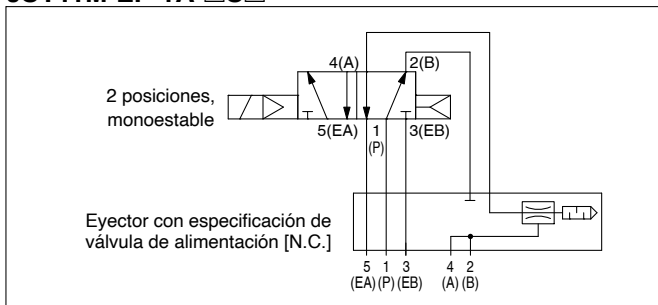 4(A) 2(B)
2 posiciones,
monoestable
5(EA) 1 3(EB)
(P)
Eyector con especificación de
válvula de alimentación [N.C.]
5 1 3 4 2
(EA) (P) (EB) (A) (B)